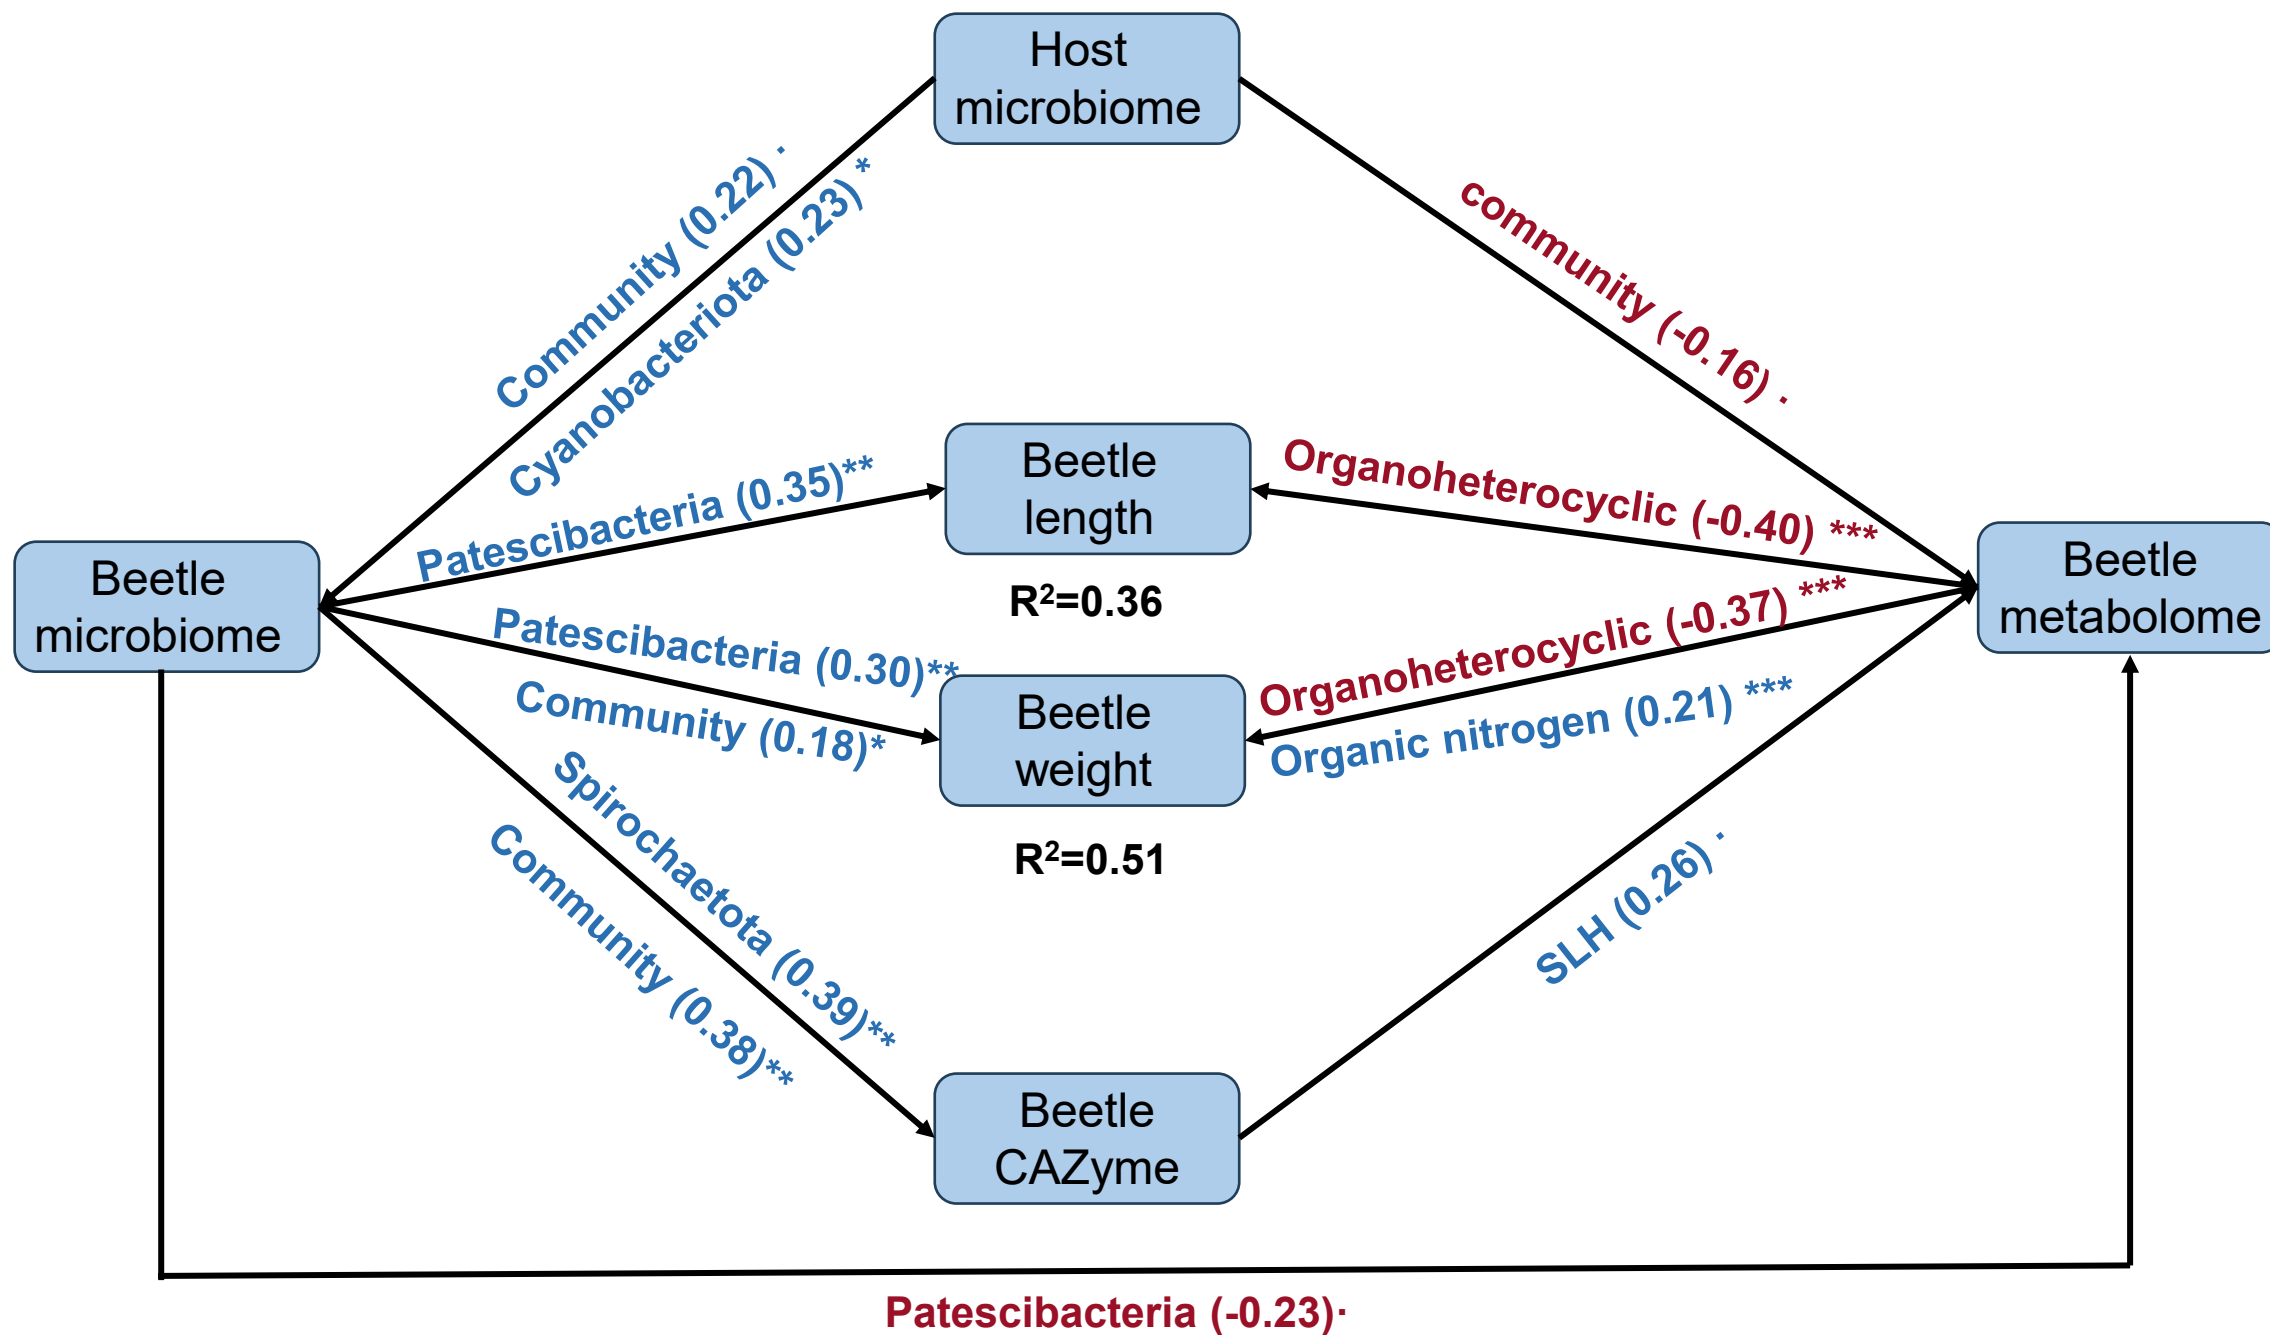 Host
microbiome
Community (0.22) ·
Cyanobacteriota (0.23) *
community (-0.16) ·
Beetle
length
R²=0.36
Patescibacteria (0.35)**
Organoheterocyclic (-0.40) ***
Beetle
microbiome
Beetle
metabolome
Patescibacteria (0.30)**
Community (0.18)*
Organoheterocyclic (-0.37) ***
Organic nitrogen (0.21) ***
Beetle
weight
R²=0.51
Spirochaetota (0.39)**
Community (0.38)**
SLH (0.26) ·
Beetle
CAZyme
Patescibacteria (-0.23)·